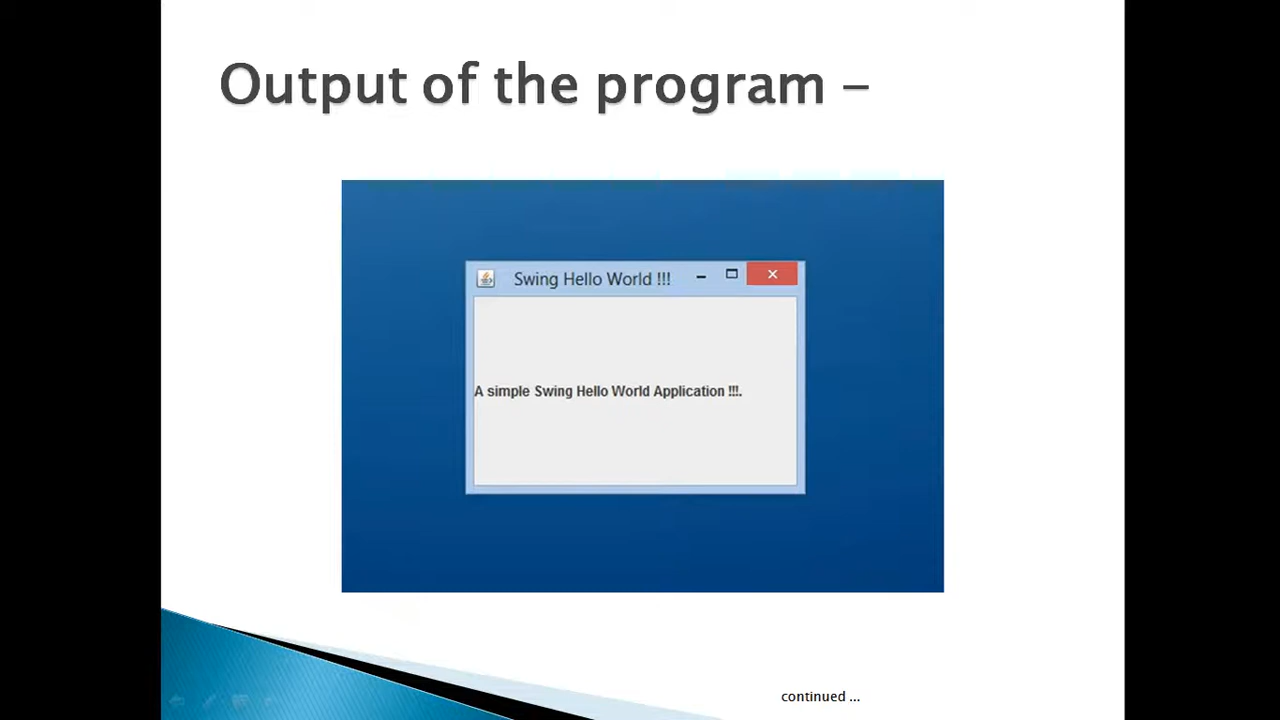 Output of the program –
Swing Hello World !!!
A simple Swing Hello World Application !!!.
continued ...